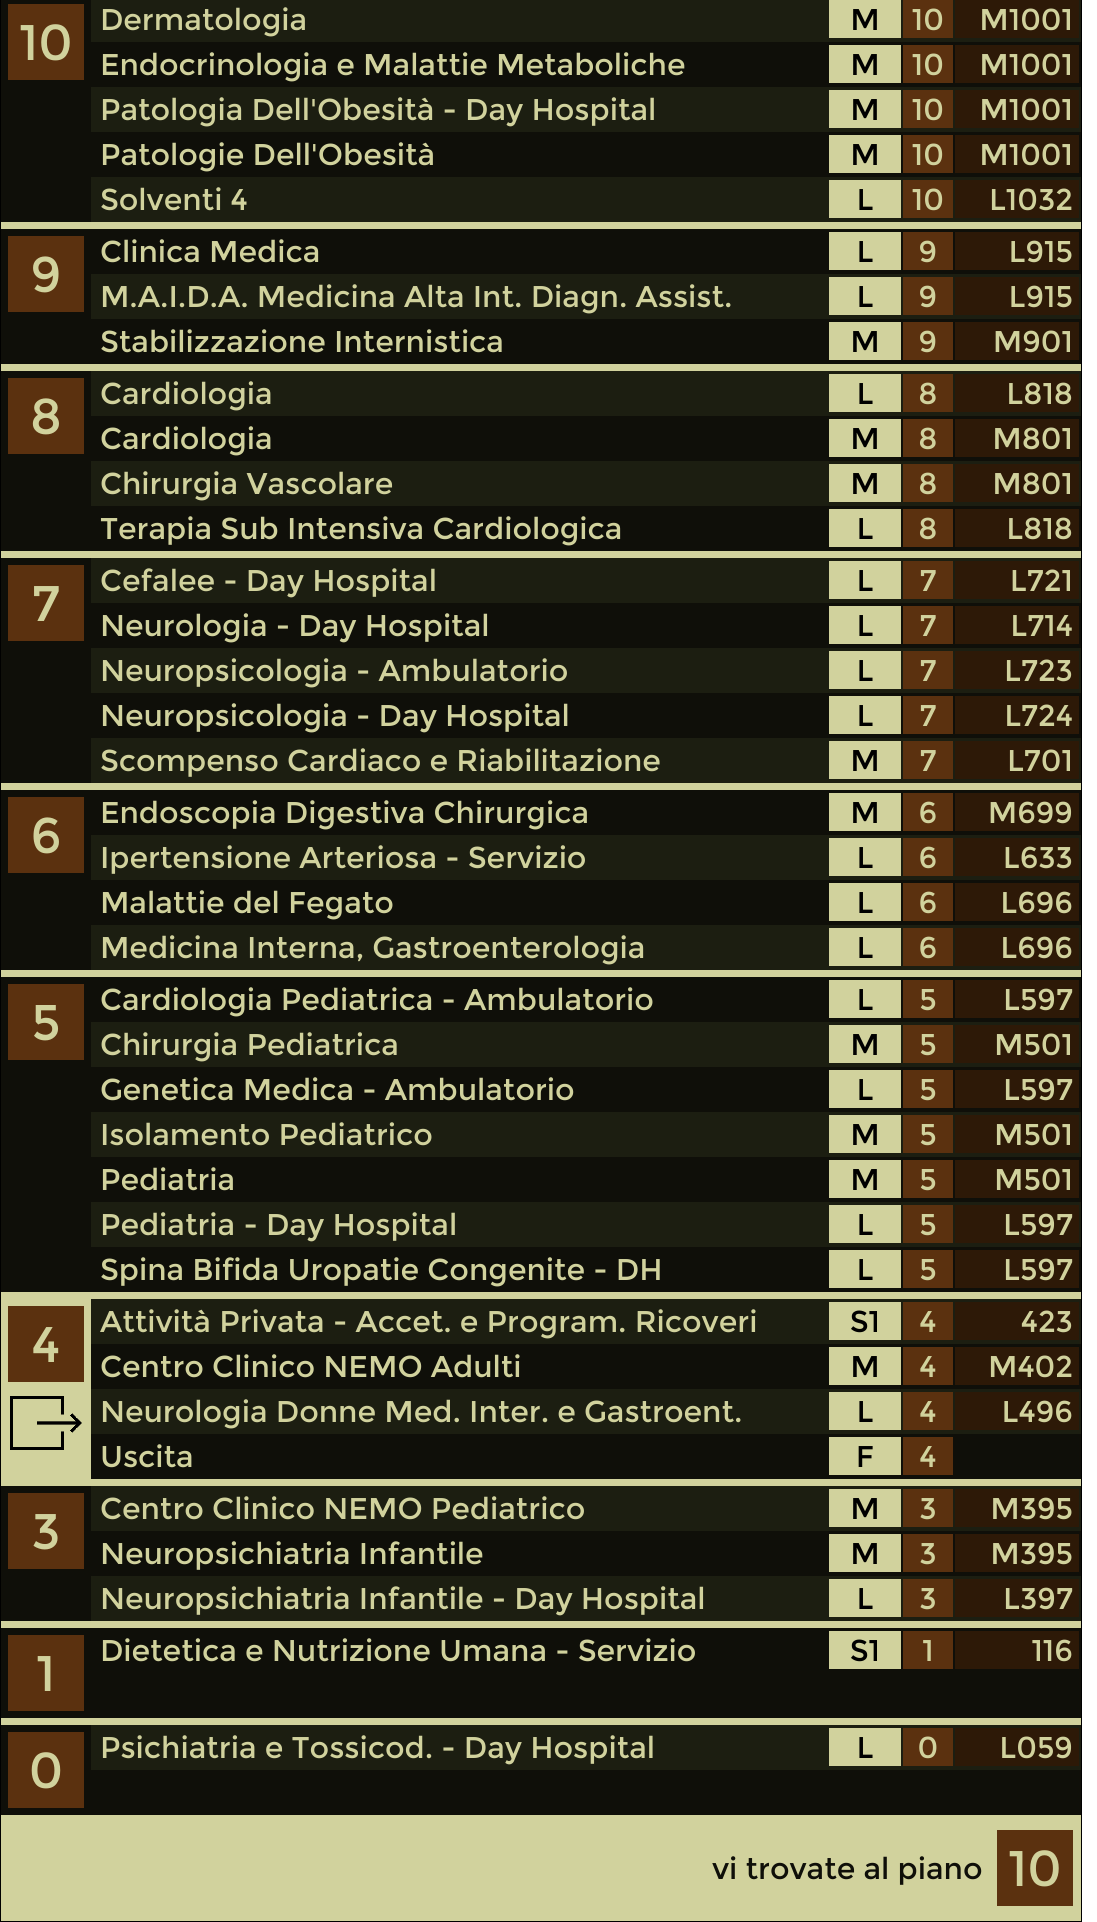 10 Dermatologia M 10 M1001
Endocrinologia e Malattie Metaboliche M 10 M1001
Patologia Dell'Obesità - Day Hospital M 10 M1001
Patologie Dell'Obesità M 10 M1001
Solventi 4 L 10 L1032
9 Clinica Medica L 9 L915
M.A.I.D.A. Medicina Alta Int. Diagn. Assist. L 9 L915
Stabilizzazione Internistica M 9 M901
8 Cardiologia L 8 L818
Cardiologia M 8 M801
Chirurgia Vascolare M 8 M801
Terapia Sub Intensiva Cardiologica L 8 L818
7 Cefalee - Day Hospital L 7 L721
Neurologia - Day Hospital L 7 L714
Neuropsicologia - Ambulatorio L 7 L723
Neuropsicologia - Day Hospital L 7 L724
Scompenso Cardiaco e Riabilitazione M 7 L701
6 Endoscopia Digestiva Chirurgica M 6 M699
Ipertensione Arteriosa - Servizio L 6 L633
Malattie del Fegato L 6 L696
Medicina Interna, Gastroenterologia L 6 L696
5 Cardiologia Pediatrica - Ambulatorio L 5 L597
Chirurgia Pediatrica M 5 M501
Genetica Medica - Ambulatorio L 5 L597
Isolamento Pediatrico M 5 M501
Pediatria M 5 M501
Pediatria - Day Hospital L 5 L597
Spina Bifida Uropatie Congenite - DH L 5 L597
4 Attività Privata - Accet. e Program. Ricoveri S1 4 423
Centro Clinico NEMO Adulti M 4 M402
Neurologia Donne Med. Inter. e Gastroent. L 4 L496
Uscita F 4
3 Centro Clinico NEMO Pediatrico M 3 M395
Neuropsichiatria Infantile M 3 M395
Neuropsichiatria Infantile - Day Hospital L 3 L397
1 Dietetica e Nutrizione Umana - Servizio S1 1 116
0 Psichiatria e Tossicod. - Day Hospital L 0 L059
vi trovate al piano 10